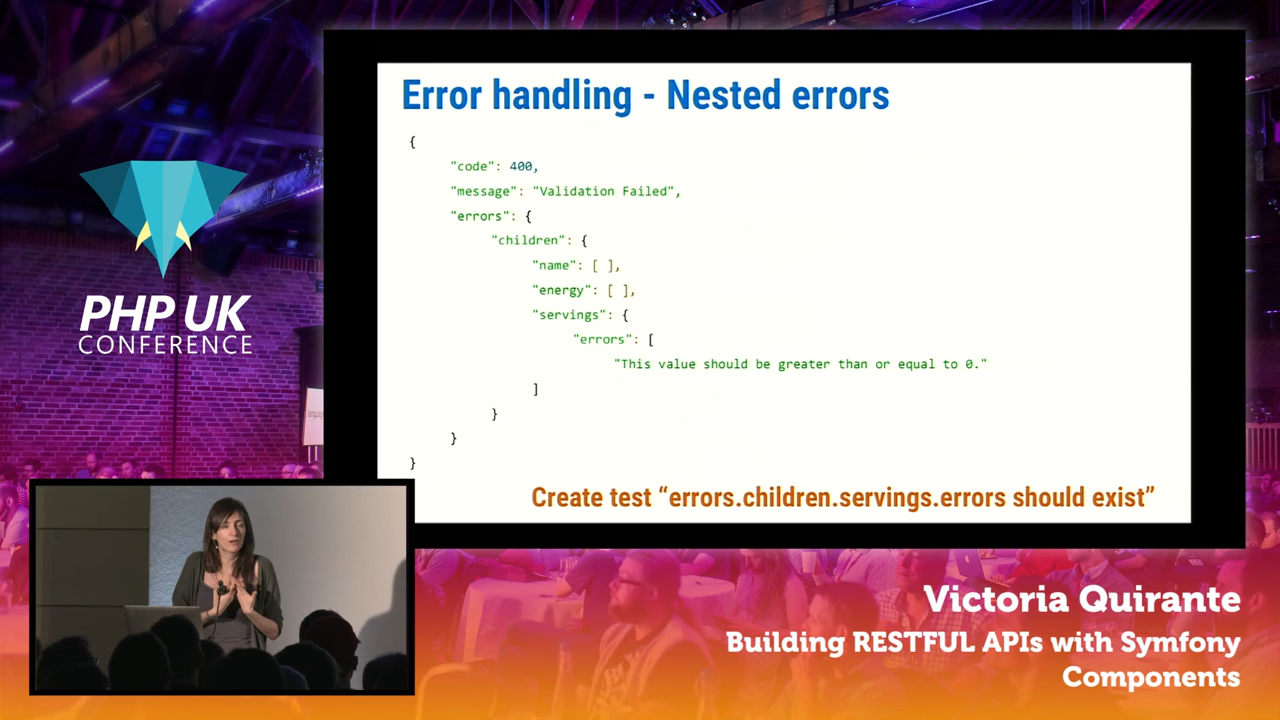 Error handling - Nested errors
{
"code": 400,
"message": "Validation Failed",
"errors": {
"children": {
"name": [ ],
"energy": [ ],
"servings": {
"errors": [
"This value should be greater than or equal to 0."
]
}
}
}
Create test “errors.children.servings.errors should exist”
PHP UK
CONFERENCE
Victoria Quirante
Building RESTFUL APIs with Symfony
Components